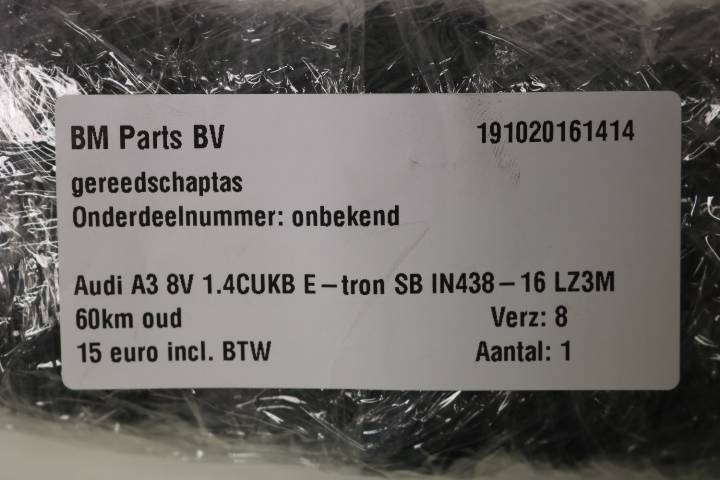 BM Parts BV 191020161414
gereedschaptas
Onderdeelnummer: onbekend
Audi A3 8V 1.4CUKB E-tron SB IN438-16 LZ3M
60km oud Verz: 8
15 euro incl. BTW Aantal: 1